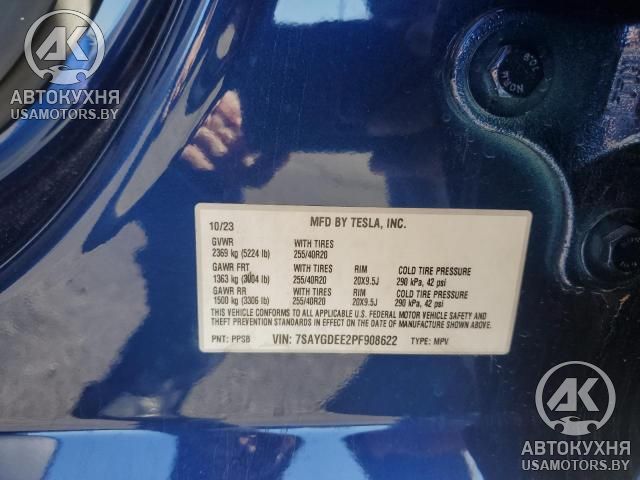 AK
АВТОКУХНЯ
USAMOTORS.BY
10/23 MFD BY TESLA, INC.
GVWR WITH TIRES
2369 kg (5224 lb) 255/40R20
GAWR FRT WITH TIRES RIM COLD TIRE PRESSURE
1363 kg (3004 lb) 255/40R20 20X9.5J 290 kPa, 42 psi
GAWR RR WITH TIRES RIM COLD TIRE PRESSURE
1500 kg (3306 lb) 255/40R20 20X9.5J 290 kPa, 42 psi
THIS VEHICLE CONFORMS TO ALL APPLICABLE U.S. FEDERAL MOTOR VEHICLE SAFETY AND
THEFT PREVENTION STANDARDS IN EFFECT ON THE DATE OF MANUFACTURE SHOWN ABOVE.
PNT: PPSB VIN: 7SAYGDEE2PF908622 TYPE: MPV
AK
АВТОКУХНЯ
USAMOTORS.BY